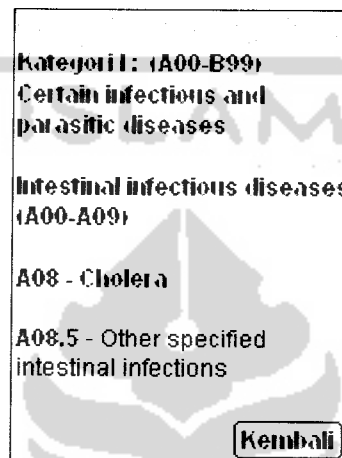 Kategori I : (A00-B99)
Certain infectious and
parasitic diseases
ISLAM
Intestinal infectious diseases
(A00-A09)
A08 - Cholera
A08.5 - Other specified
intestinal infections
Kembali